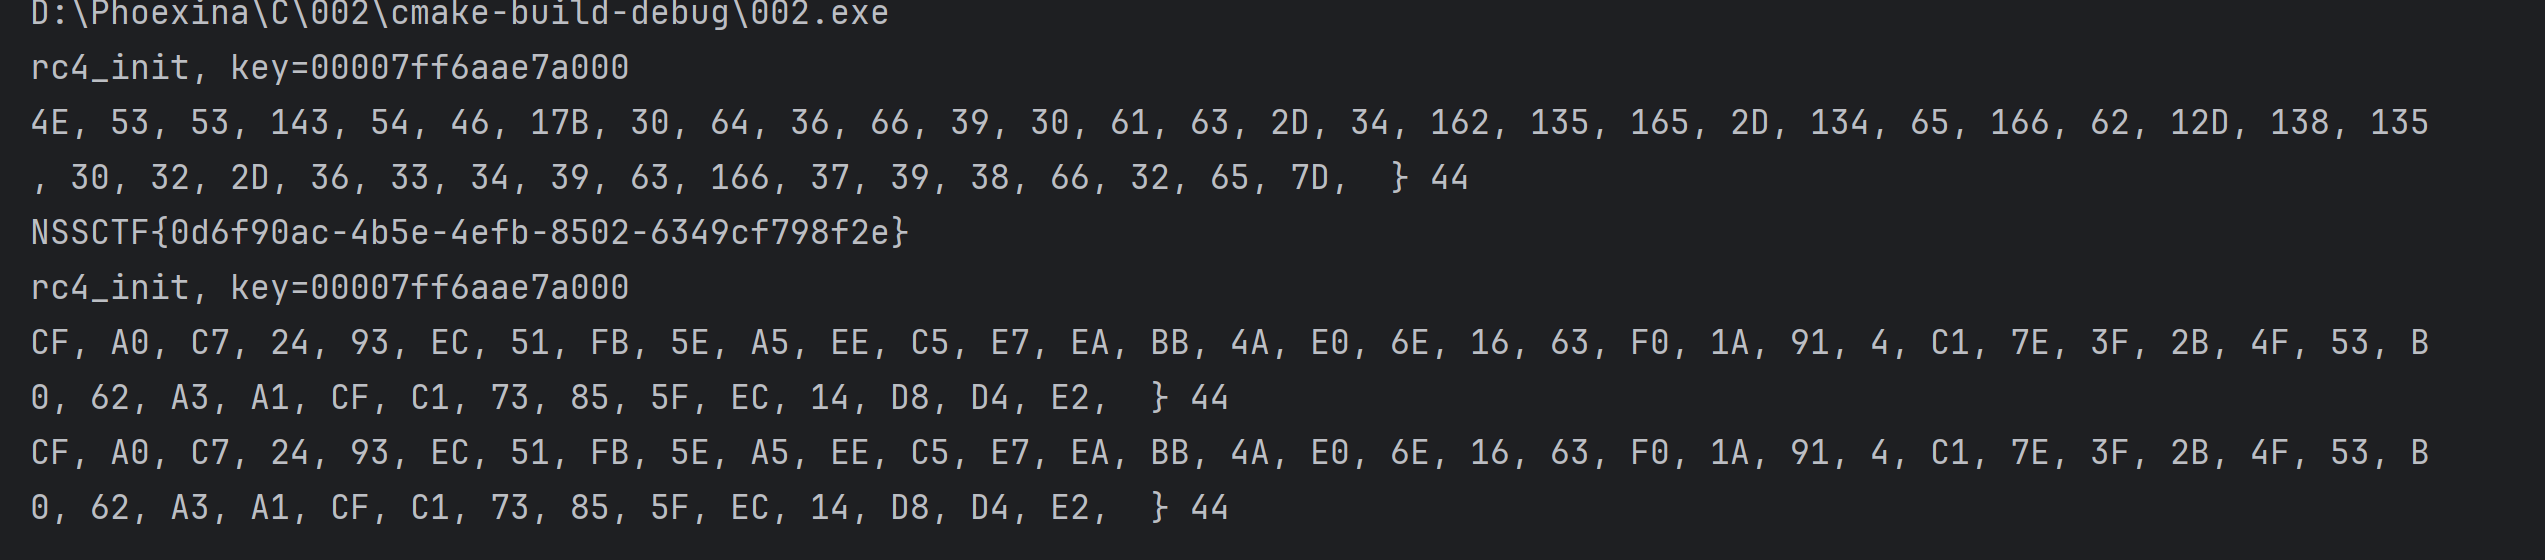 D:\Phoexina\C\002\cmake-build-debug\002.exe
rc4_init, key=00007ff6aae7a000
4E, 53, 53, 143, 54, 46, 17B, 30, 64, 36, 66, 39, 30, 61, 63, 2D, 34, 162, 135, 165, 2D, 134, 65, 166, 62, 12D, 138, 135
, 30, 32, 2D, 36, 33, 34, 39, 63, 166, 37, 39, 38, 66, 32, 65, 7D,  } 44
NSSCTF{0d6f90ac-4b5e-4efb-8502-6349cf798f2e}
rc4_init, key=00007ff6aae7a000
CF, A0, C7, 24, 93, EC, 51, FB, 5E, A5, EE, C5, E7, EA, BB, 4A, E0, 6E, 16, 63, F0, 1A, 91, 4, C1, 7E, 3F, 2B, 4F, 53, B
0, 62, A3, A1, CF, C1, 73, 85, 5F, EC, 14, D8, D4, E2,  } 44
CF, A0, C7, 24, 93, EC, 51, FB, 5E, A5, EE, C5, E7, EA, BB, 4A, E0, 6E, 16, 63, F0, 1A, 91, 4, C1, 7E, 3F, 2B, 4F, 53, B
0, 62, A3, A1, CF, C1, 73, 85, 5F, EC, 14, D8, D4, E2,  } 44